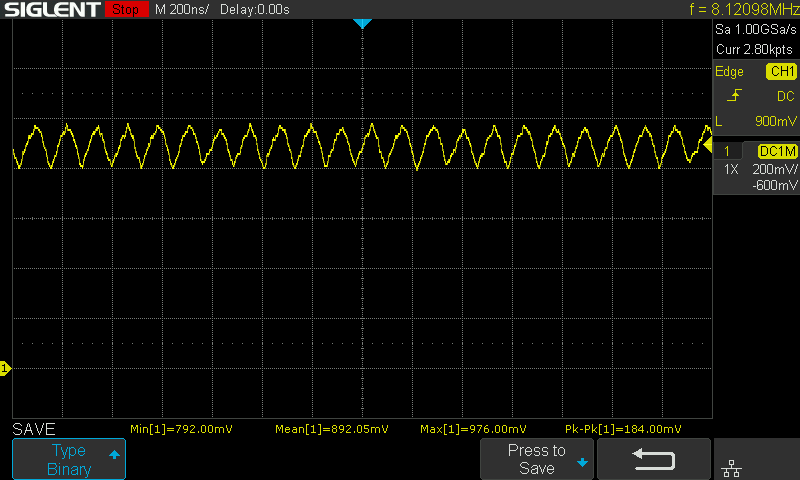 SIGLENT Stop M 200ns/ Delay:0.00s f = 8.12098MHz
Sa 1.00GSa/s
Curr 2.80kpts
Edge CH1
DC
L 900mV
1 DC1M
1X 200mV/
-600mV
1
SAVE Min[1]=792.00mV Mean[1]=892.05mV Max[1]=976.00mV Pk-Pk[1]=184.00mV
Type
Binary
Press to
Save